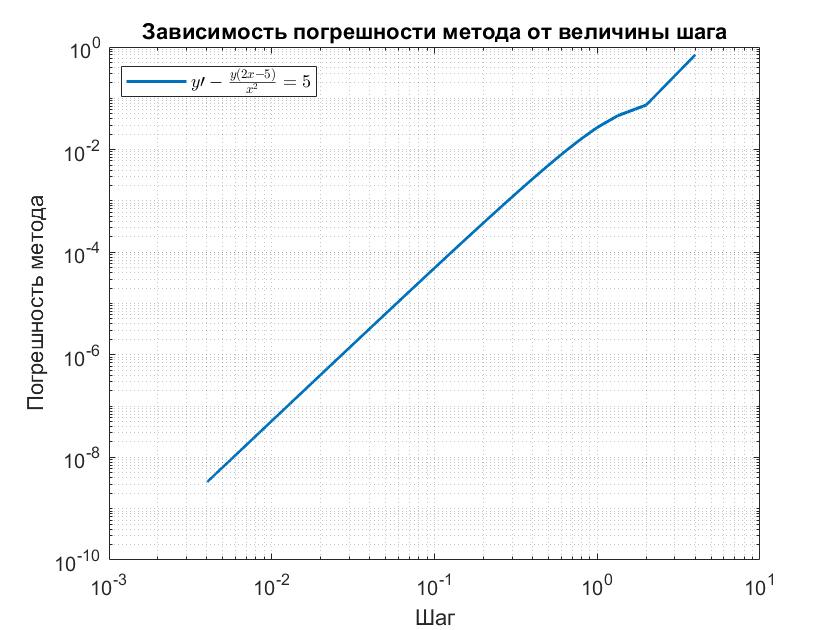 Зависимость погрешности метода от величины шага
y′ − y(2x−5)/x² = 5
10^0
10^-2
10^-4
10^-6
10^-8
10^-10
Погрешность метода
10^-3
10^-2
10^-1
10^0
10^1
Шаг